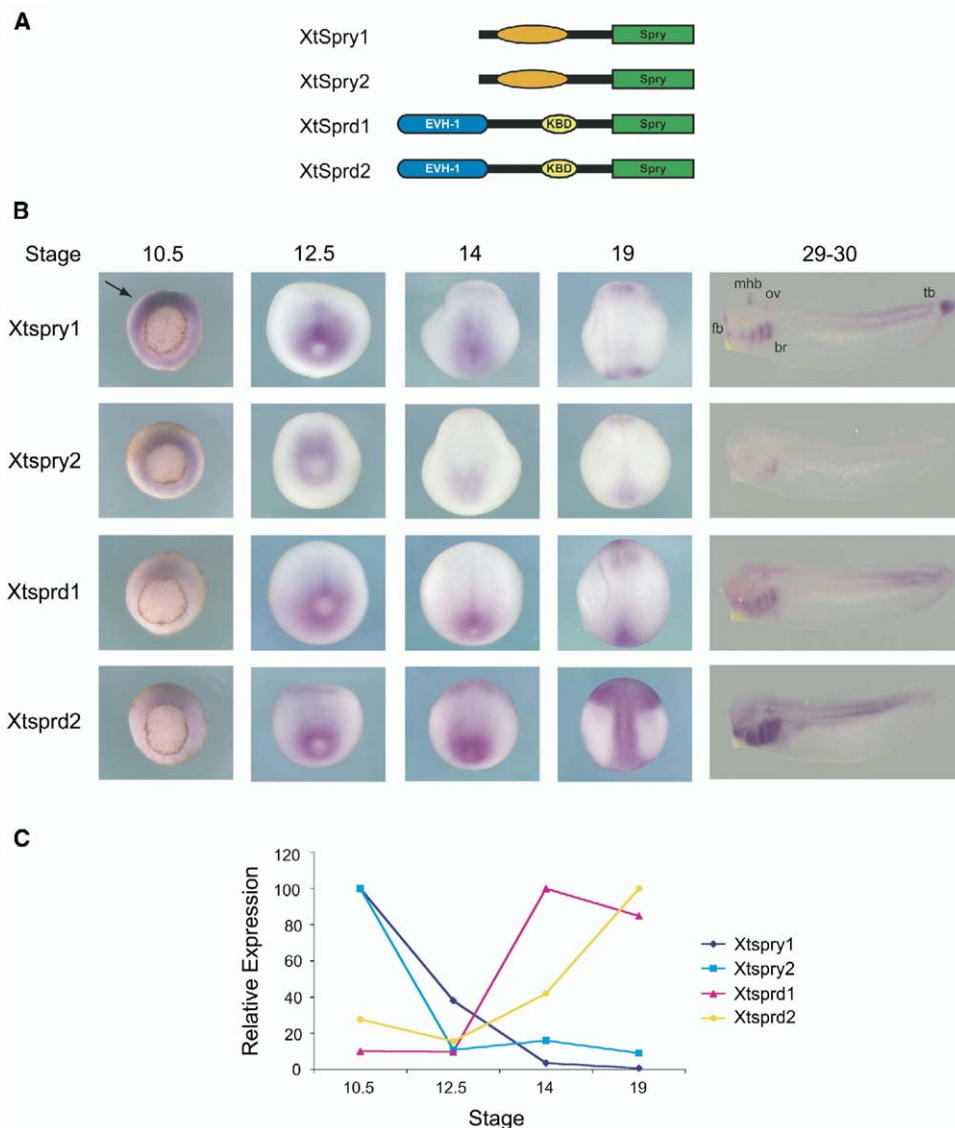 A
XtSpry1 Spry
XtSpry2 Spry
XtSprd1 EVH-1 KBD Spry
XtSprd2 EVH-1 KBD Spry
B
Stage 10.5 12.5 14 19 29-30
Xtspry1
mhb ov tb
fb
br
Xtspry2
Xtsprd1
Xtsprd2
C
120
100
80
60
40
20
0
Relative Expression
10.5 12.5 14 19
Stage
Xtspry1
Xtspry2
Xtsprd1
Xtsprd2